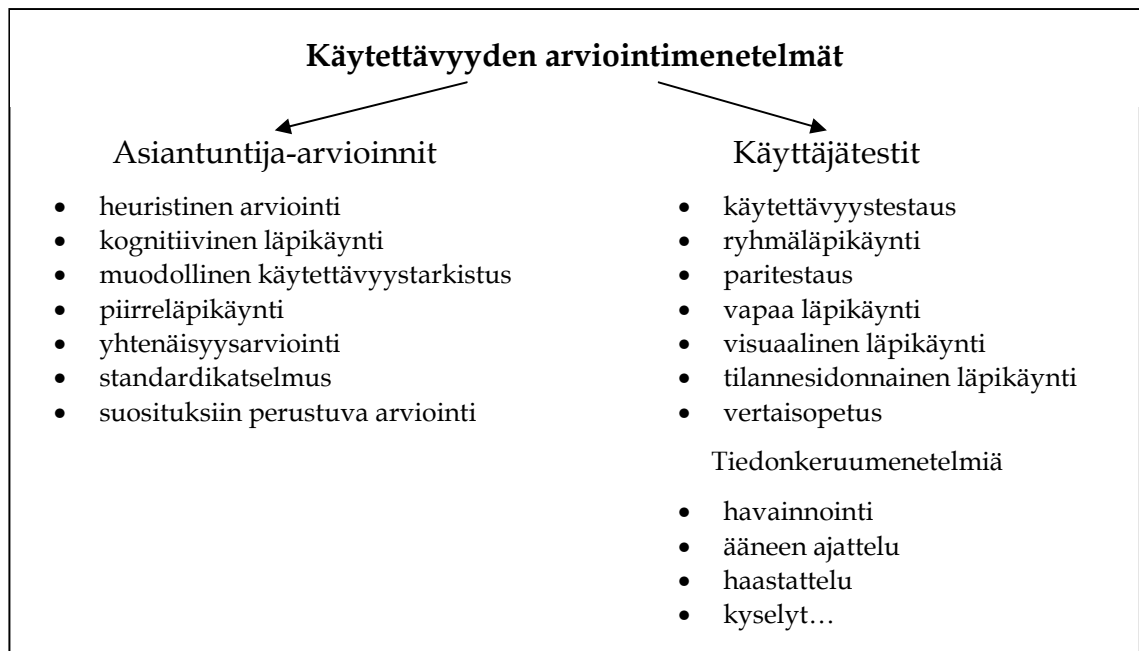 Käytettävyyden arviointimenetelmät
Asiantuntija-arvioinnit
• heuristinen arviointi
• kognitiivinen läpikäynti
• muodollinen käytettävyystarkistus
• piirreläpikäynti
• yhtenäisyysarviointi
• standardikatselmus
• suosituksiin perustuva arviointi
Käyttäjätestit
• käytettävyystestaus
• ryhmäläpikäynti
• paritestaus
• vapaa läpikäynti
• visuaalinen läpikäynti
• tilannesidonnainen läpikäynti
• vertaisopetus
Tiedonkeruumenetelmiä
• havainnointi
• ääneen ajattelu
• haastattelu
• kyselyt…